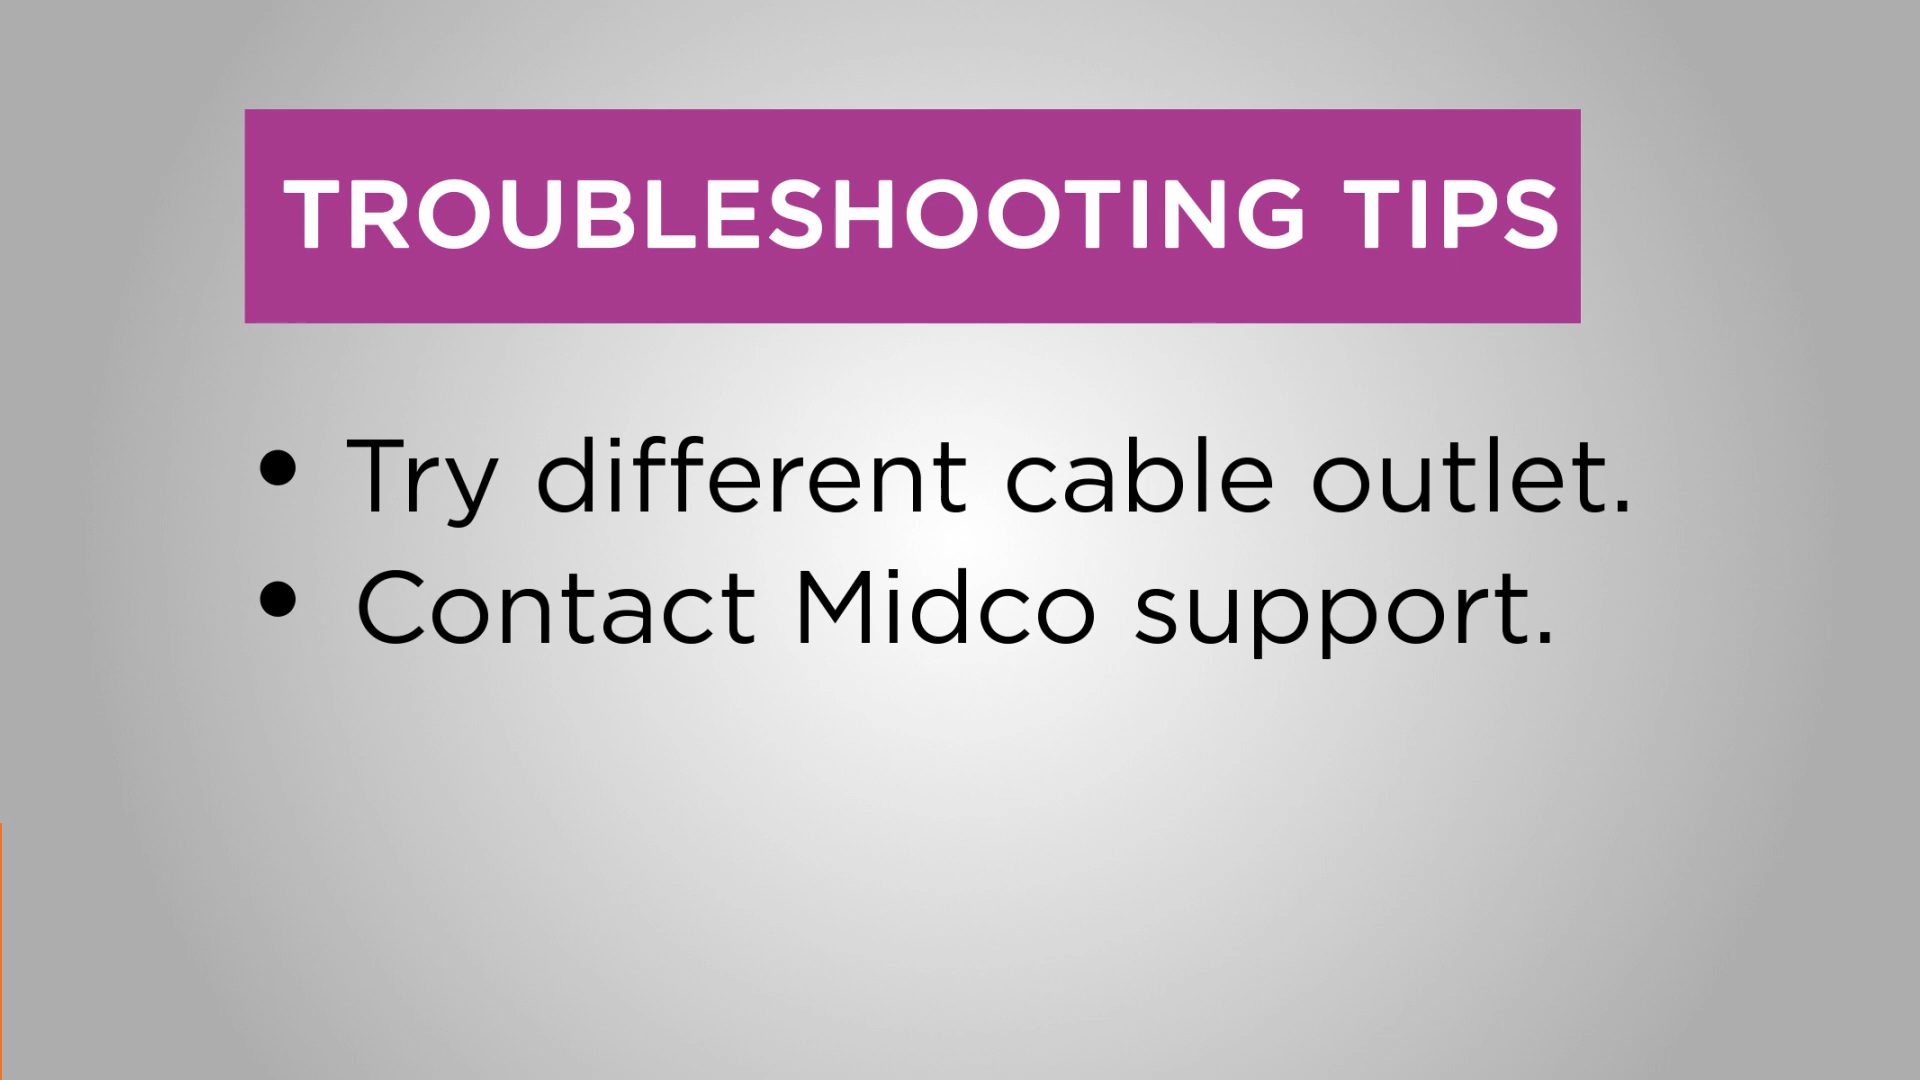 TROUBLESHOOTING TIPS
• Try different cable outlet.
• Contact Midco support.